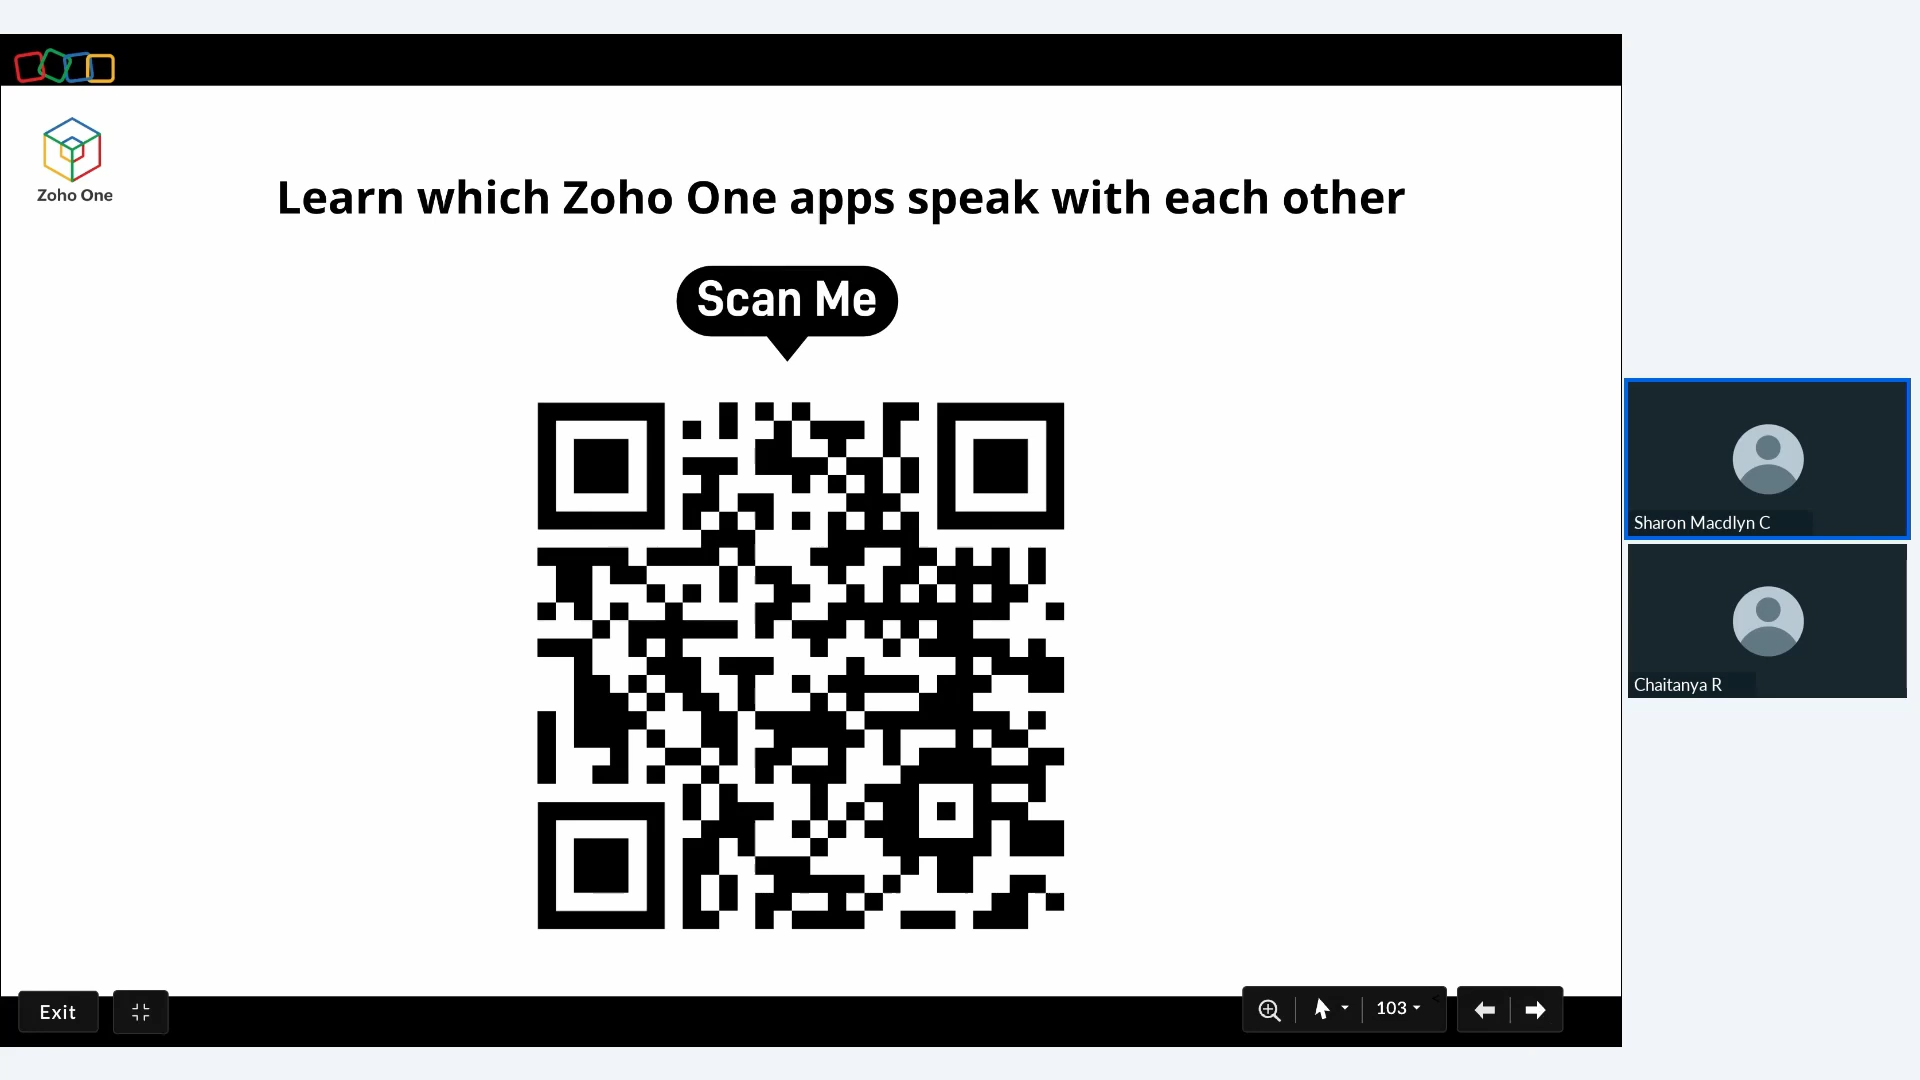 Zoho One
Learn which Zoho One apps speak with each other
Scan Me
Sharon Macdlyn C
Chaitanya R
Exit
103